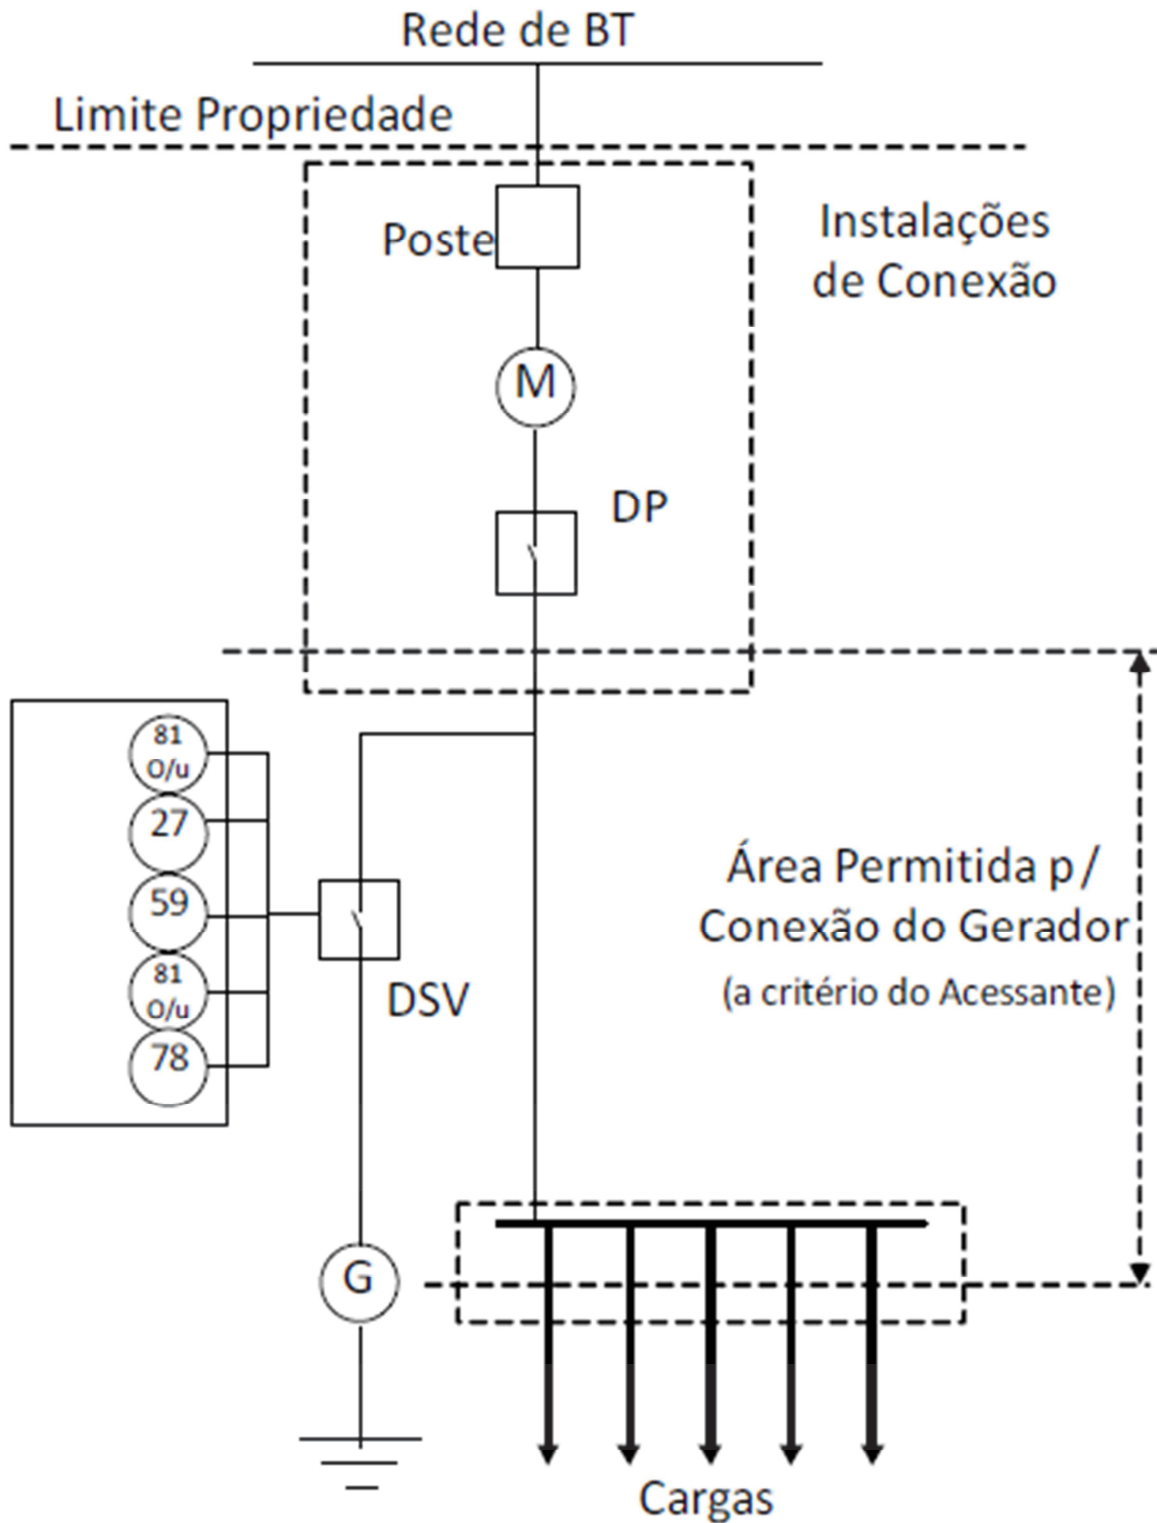 Rede de BT
Limite Propriedade
Instalações
de Conexão
Poste
M
DP
81
O/u
27
59
81
O/u
78
DSV
Área Permitida p/
Conexão do Gerador
(a critério do Acessante)
G
Cargas